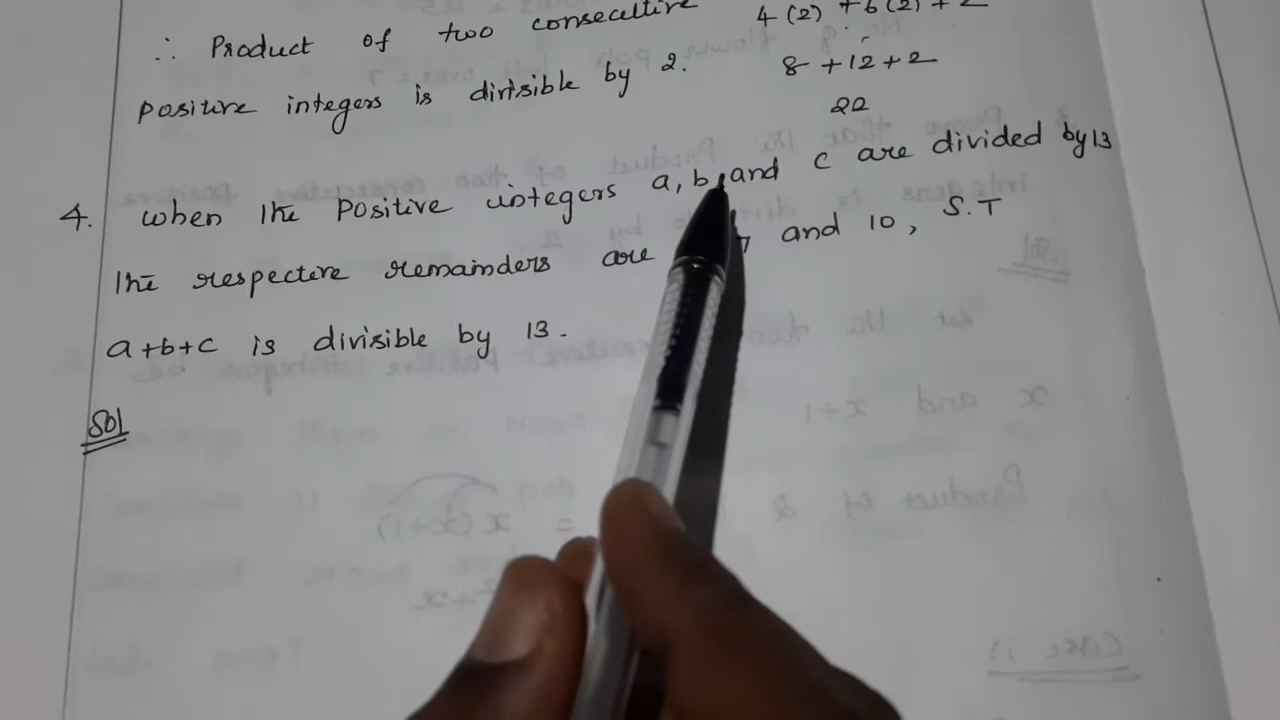 ∴ Product of two consecutive
4(2) + 6(2) + 2
positive integers is divisible by 2.
8 + 12 + 2
22
4. when the Positive integers a, b, and c are divided by 13
the respective remainders are 7 and 10, S.T
a+b+c is divisible by 13.
Sol